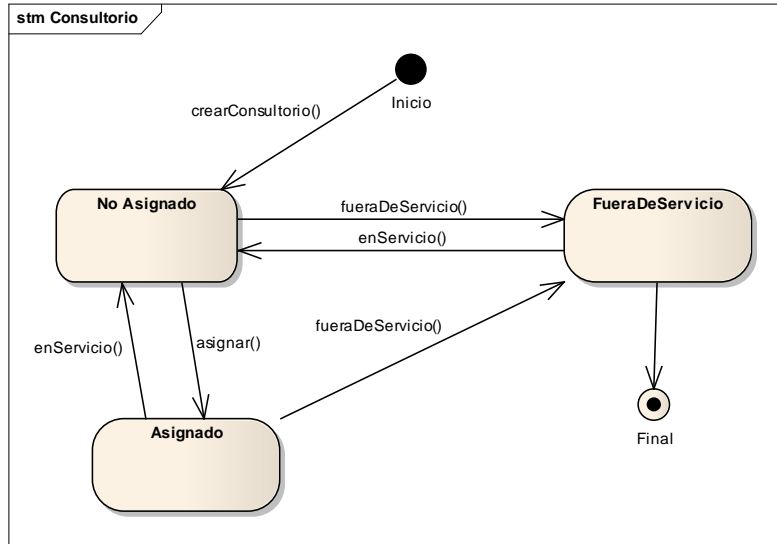 stm Consultorio
Inicio
crearConsultorio()
No Asignado
fueraDeServicio()
FueraDeServicio
enServicio()
fueraDeServicio()
enServicio()
asignar()
Asignado
Final